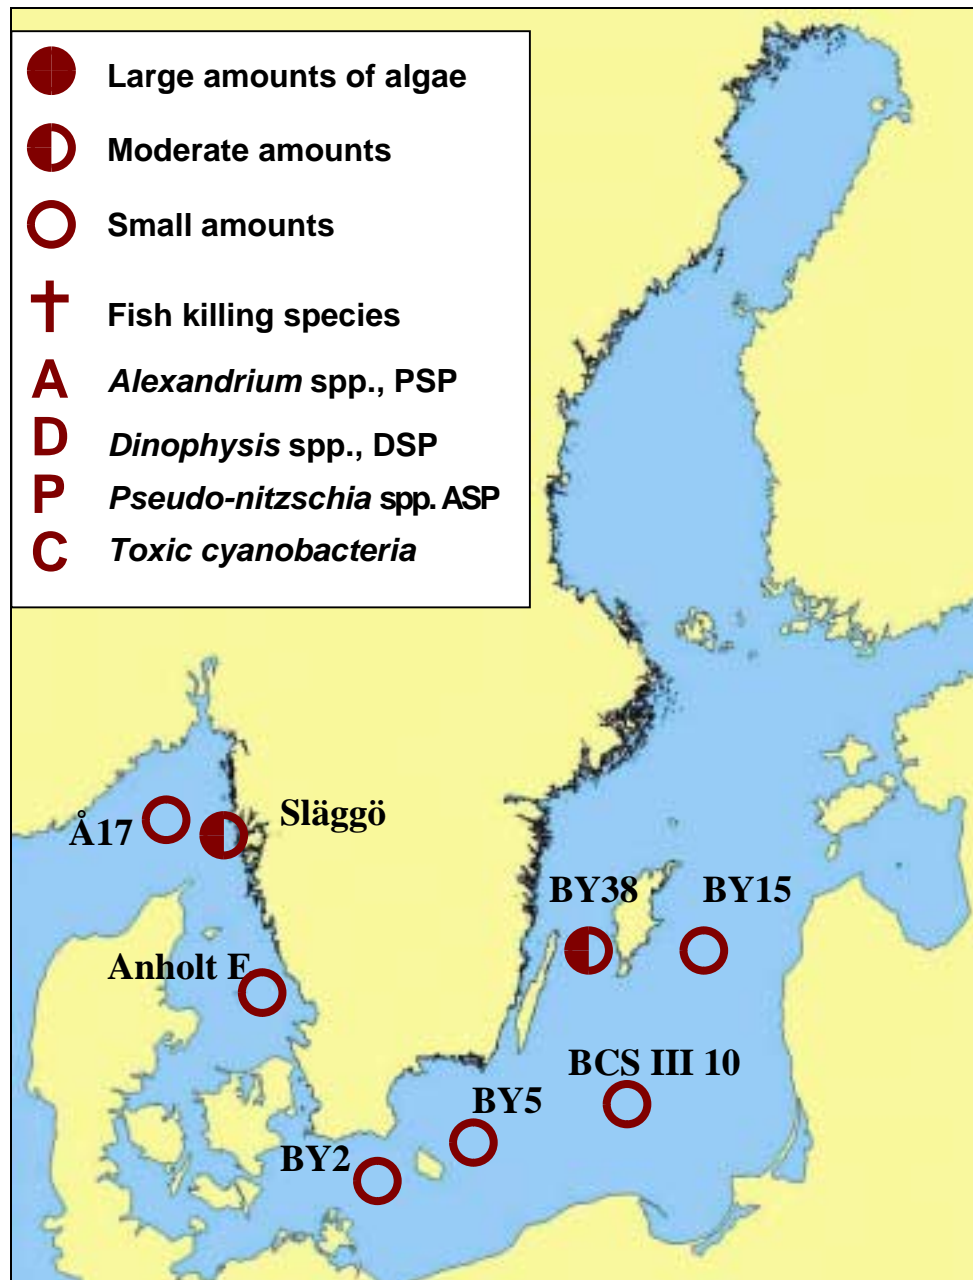 Large amounts of algae
Moderate amounts
Small amounts
Fish killing species
A Alexandrium spp., PSP
D Dinophysis spp., DSP
P Pseudo-nitzschia spp. ASP
C Toxic cyanobacteria
Släggö
Å17
BY38
BY15
Anholt E
BCS III 10
BY5
BY2